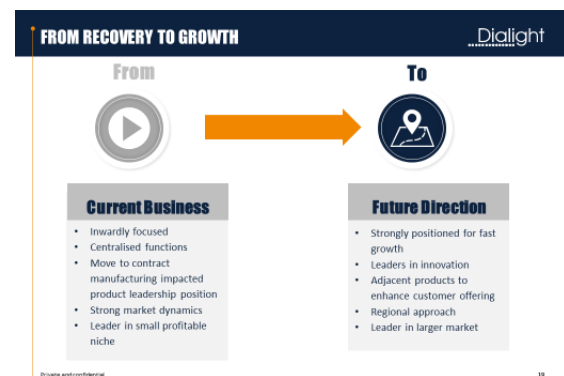 FROM RECOVERY TO GROWTH
Dialight
From
To
Current Business
• Inwardly focused
• Centralised functions
• Move to contract
manufacturing impacted
product leadership position
• Strong market dynamics
• Leader in small profitable
niche
Future Direction
• Strongly positioned for fast
growth
• Leaders in innovation
• Adjacent products to
enhance customer offering
• Regional approach
• Leader in larger market
Private and confidential
19